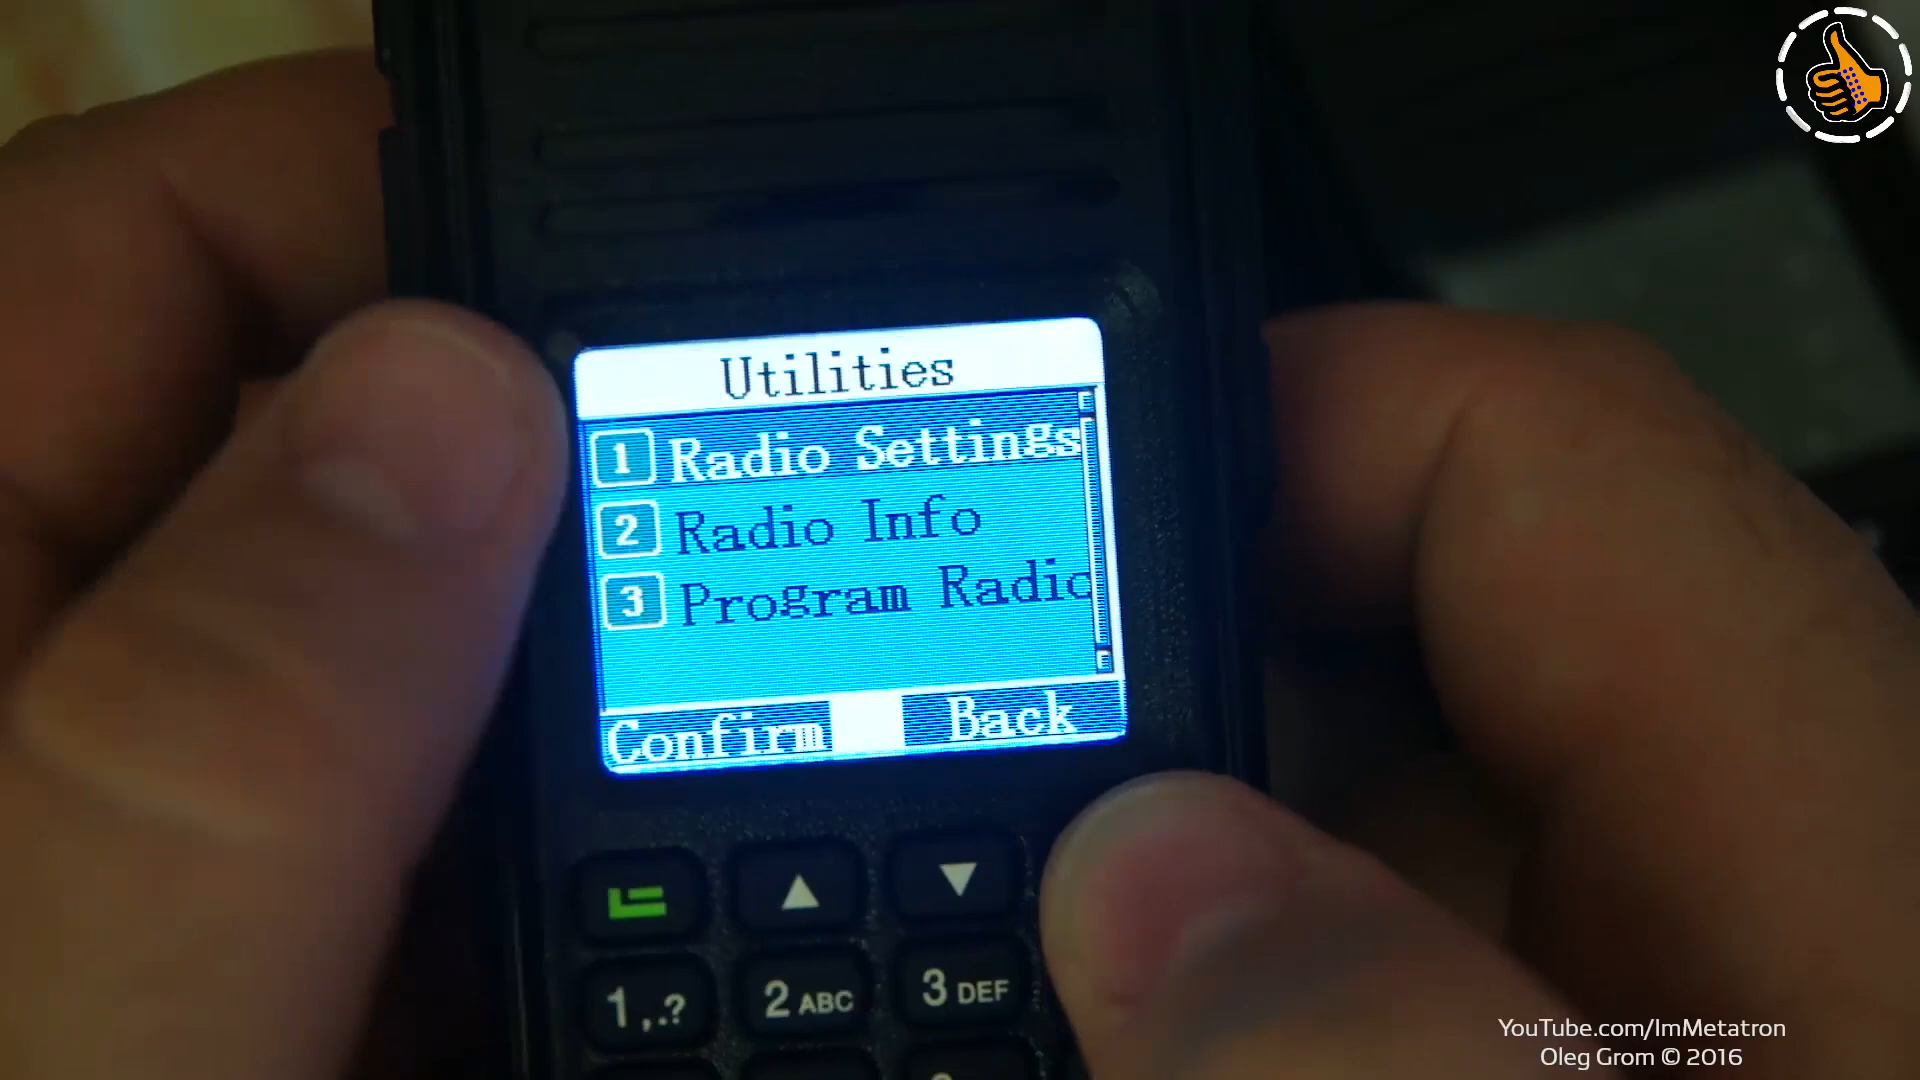 Utilities
1 Radio Settings
2 Radio Info
3 Program Radio
Confirm Back
1,.? 2 ABC 3 DEF
YouTube.com/ImMetatron
Oleg Grom © 2016